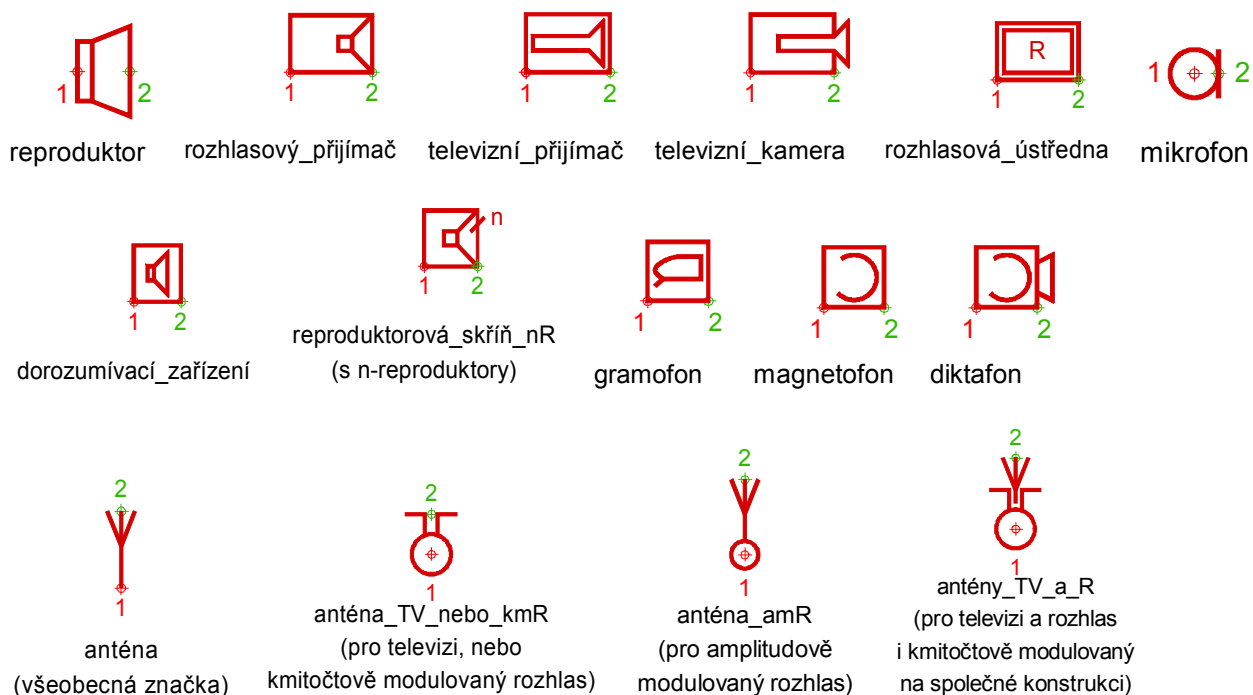 R
1 2 1 2 1 2 1 2 1 2 1 2
reproduktor rozhlasový_přijímač televizní_přijímač televizní_kamera rozhlasová_ústředna mikrofon
n
1 2 1 2 1 2 1 2 1 2
dorozumívací_zařízení
reproduktorová_skříň_nR
(s n-reproduktory)
gramofon magnetofon diktafon
2 2 2 2
1 1 1 1
anténa
(všeobecná značka)
anténa_TV_nebo_kmR
(pro televizi, nebo
kmitočtově modulovaný rozhlas)
anténa_amR
(pro amplitudově
modulovaný rozhlas)
antény_TV_a_R
(pro televizi a rozhlas
i kmitočtově modulovaný
na společné konstrukci)